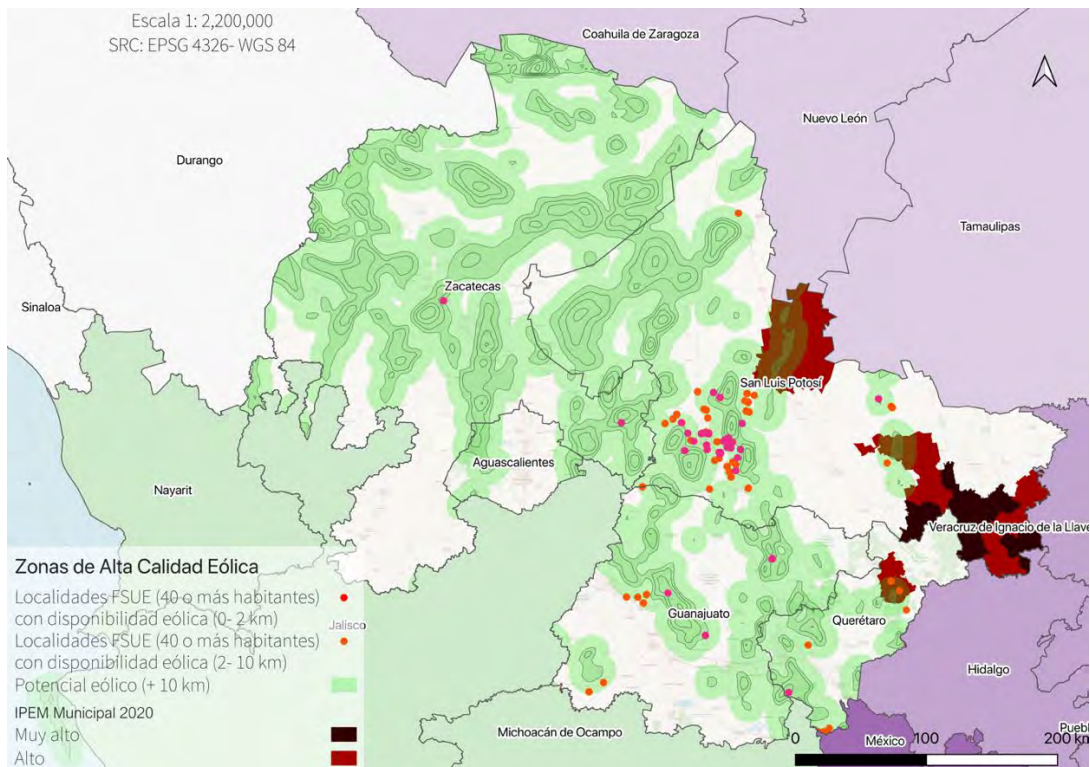 Escala 1: 2,200,000
SRC: EPSG 4326- WGS 84
Coahuila de Zaragoza
Nuevo León
Durango
Tamaulipas
Zacatecas
Sinaloa
San Luis Potosí
Aguascalientes
Nayarit
Veracruz de Ignacio de la Llave
Zonas de Alta Calidad Eólica
Localidades FSUE (40 o más habitantes)
con disponibilidad eólica (0- 2 km)
Jalisco
Localidades FSUE (40 o más habitantes)
con disponibilidad eólica (2- 10 km)
Potencial eólico (+ 10 km)
IPEM Municipal 2020
Muy alto
Alto
Guanajuato
Querétaro
Hidalgo
Michoacán de Ocampo
México
Puebl
0 100 200 km